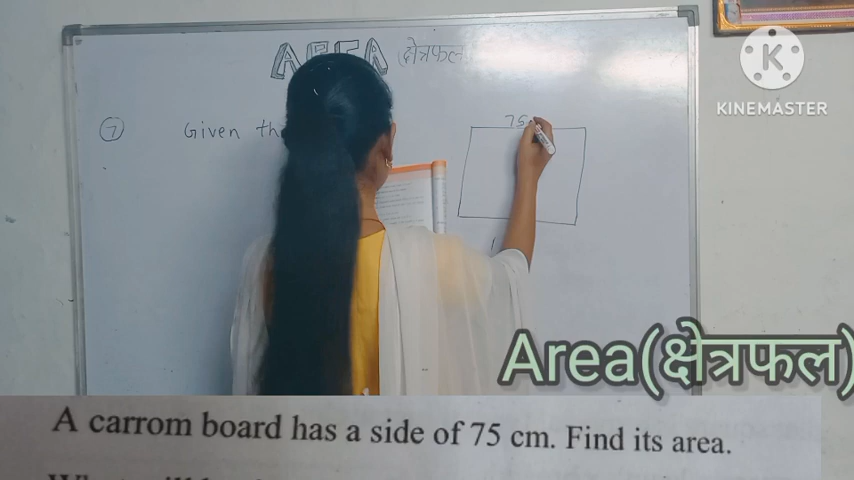 AREA (क्षेत्रफल
7 Given th
75
KINEMASTER
Area(क्षेत्रफल)
A carrom board has a side of 75 cm. Find its area.